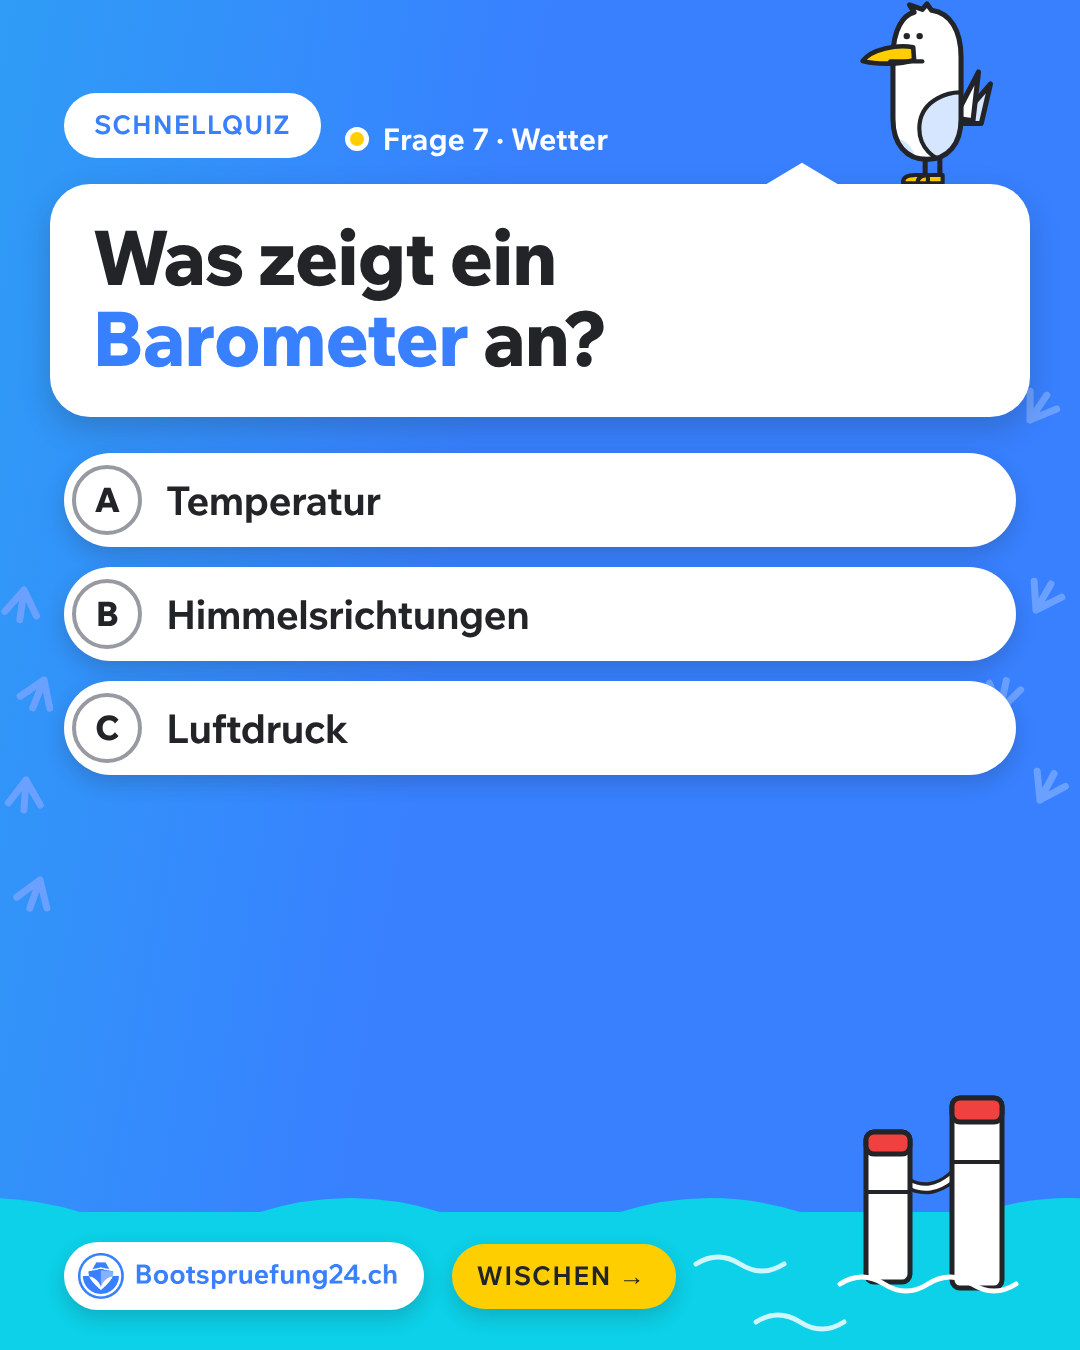 SCHNELLQUIZ
Frage 7 · Wetter
Was zeigt ein
Barometer an?
A Temperatur
B Himmelsrichtungen
C Luftdruck
Bootspruefung24.ch
WISCHEN →